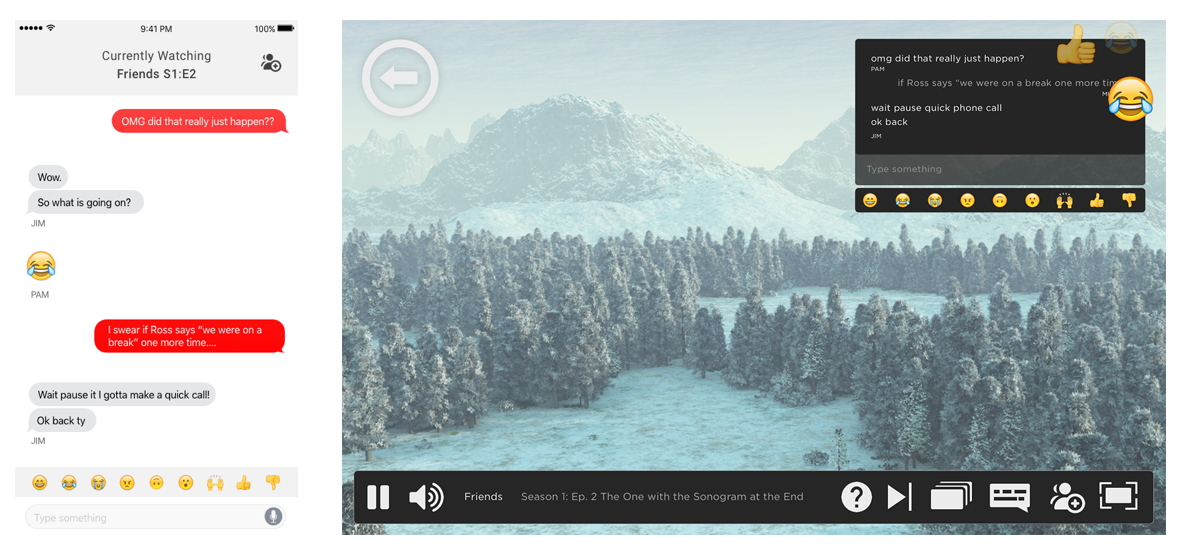 9:41 PM
100%
Currently Watching
Friends S1:E2
OMG did that really just happen??
Wow.
So what is going on?
JIM
PAM
I swear if Ross says “we were on a
break” one more time....
Wait pause it I gotta make a quick call!
Ok back ty
JIM
Type something
omg did that really just happen?
PAM
if Ross says “we were on a break one more tim
wait pause quick phone call
ok back
JIM
Type something
Friends
Season 1: Ep. 2 The One with the Sonogram at the End
?